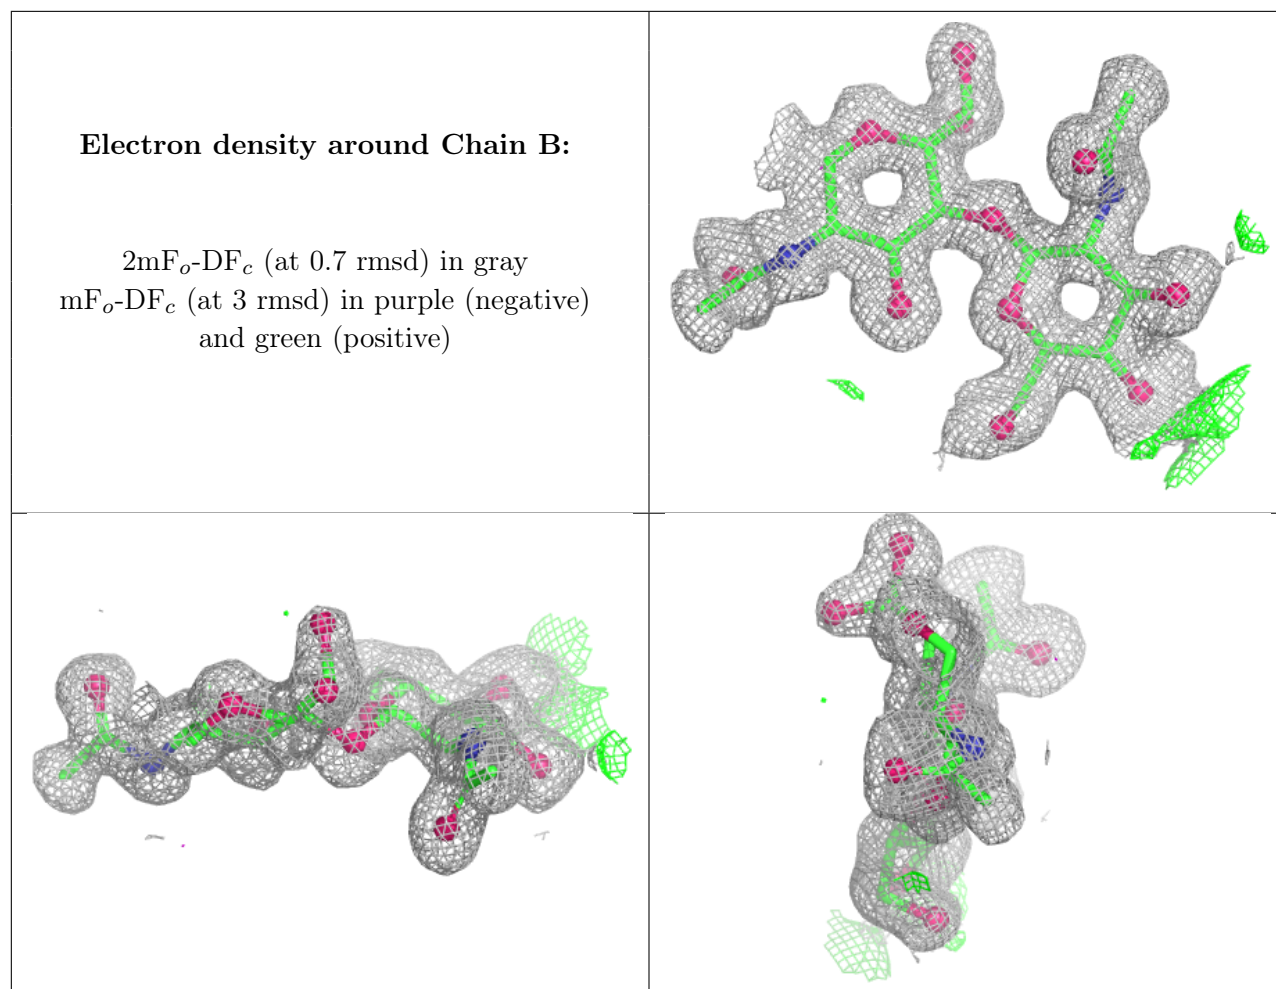 Electron density around Chain B:
2mFₒ-DF𝒸 (at 0.7 rmsd) in gray
mFₒ-DF𝒸 (at 3 rmsd) in purple (negative)
and green (positive)